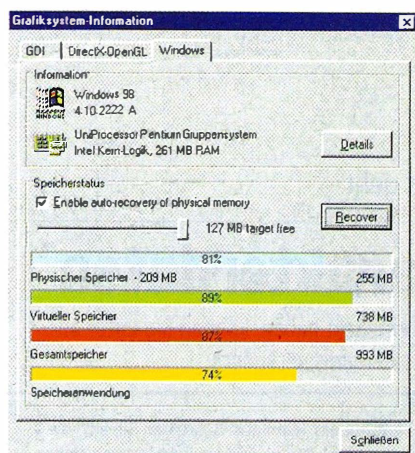 Grafiksystem-Information
GDI DirectX-OpenGL Windows
Information
Windows 98
4.10.2222 A
UniProcessor Pentium Gruppensystem
Intel Kern-Logik, 261 MB RAM
Details
Speicherstatus
Enable auto-recovery of physical memory
Recover
127 MB target free
81%
Physischer Speicher - 209 MB 255 MB
89%
Virtueller Speicher 738 MB
87%
Gesamtspeicher 993 MB
74%
Speicheranwendung
Schließen